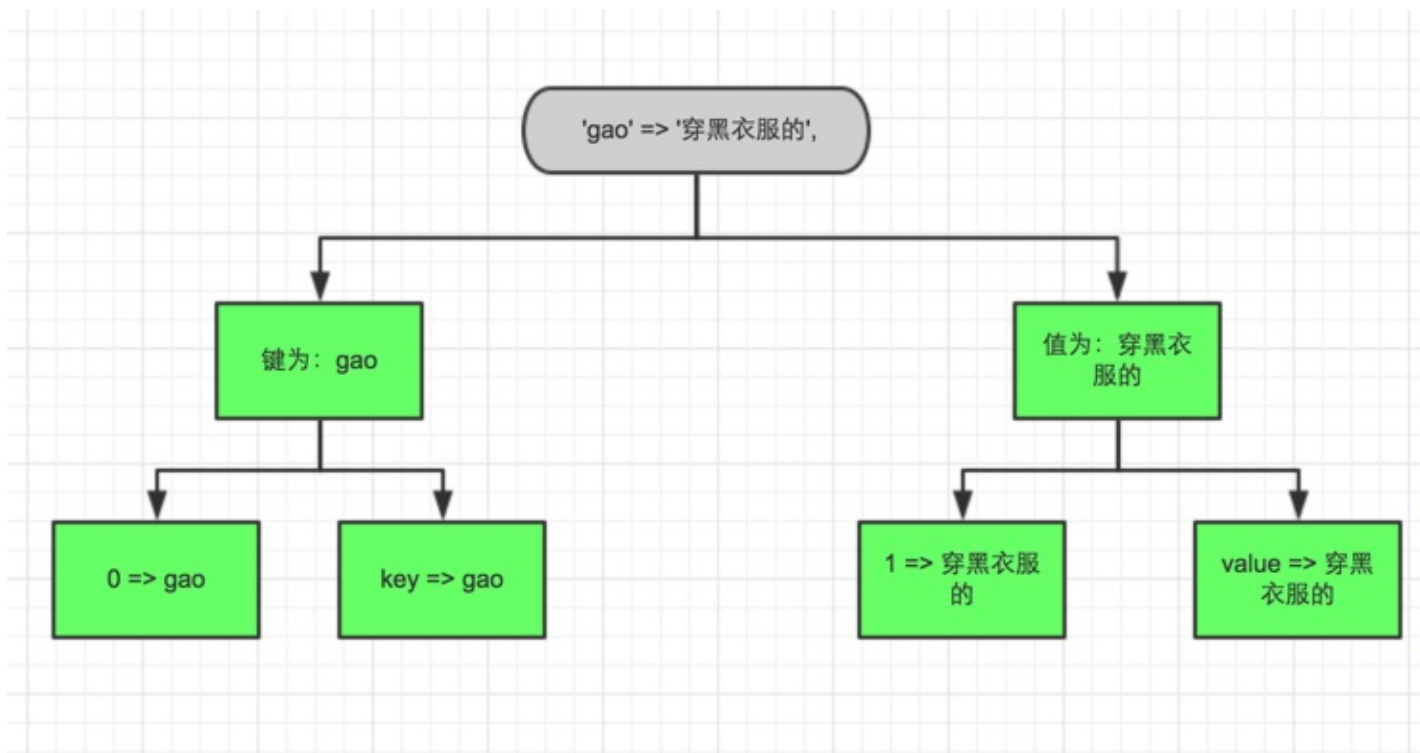 'gao' => '穿黑衣服的',
键为：gao
值为：穿黑衣
服的
0 => gao
key => gao
1 => 穿黑衣服
的
value => 穿黑
衣服的